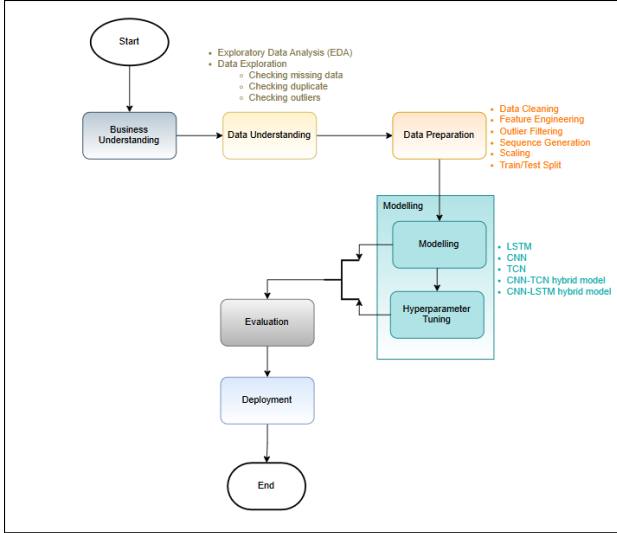 Start
• Exploratory Data Analysis (EDA)
• Data Exploration
○ Checking missing data
○ Checking duplicate
○ Checking outliers
Business
Understanding
Data Understanding
Data Preparation
• Data Cleaning
• Feature Engineering
• Outlier Filtering
• Sequence Generation
• Scaling
• Train/Test Split
Modelling
Modelling
• LSTM
• CNN
• TCN
• CNN-TCN hybrid model
• CNN-LSTM hybrid model
Hyperparameter
Tuning
Evaluation
Deployment
End